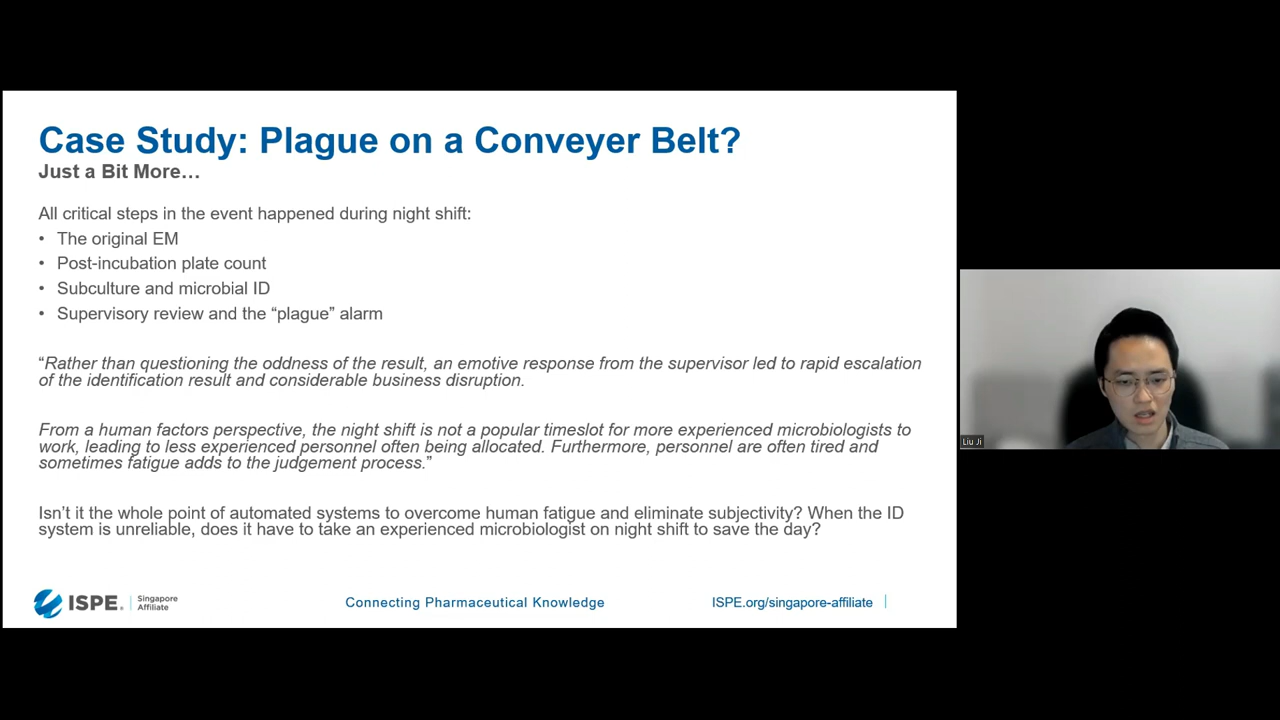 Case Study: Plague on a Conveyer Belt?
Just a Bit More…
All critical steps in the event happened during night shift:
• The original EM
• Post-incubation plate count
• Subculture and microbial ID
• Supervisory review and the “plague” alarm
“Rather than questioning the oddness of the result, an emotive response from the supervisor led to rapid escalation
of the identification result and considerable business disruption.
From a human factors perspective, the night shift is not a popular timeslot for more experienced microbiologists to
work, leading to less experienced personnel often being allocated. Furthermore, personnel are often tired and
sometimes fatigue adds to the judgement process.”
Isn’t it the whole point of automated systems to overcome human fatigue and eliminate subjectivity? When the ID
system is unreliable, does it have to take an experienced microbiologist on night shift to save the day?
ISPE.
Singapore
Affiliate
Connecting Pharmaceutical Knowledge
ISPE.org/singapore-affiliate
Liu Ji